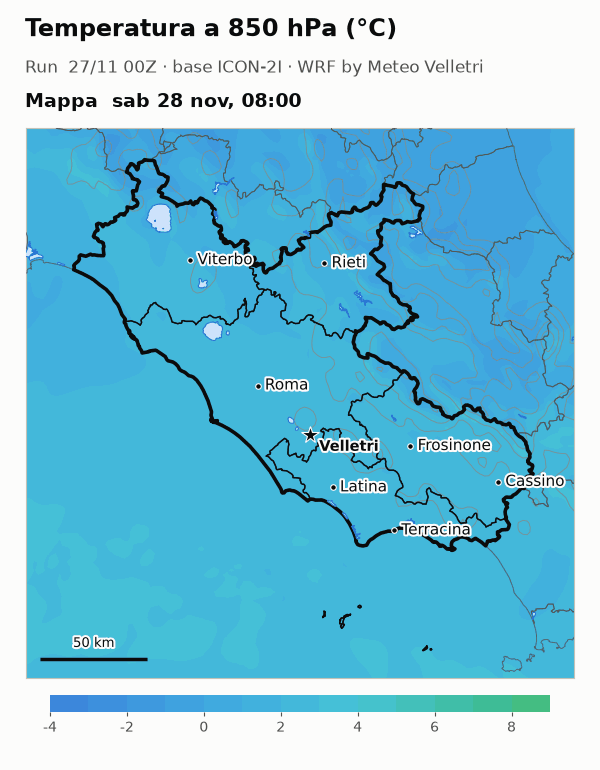 Temperatura a 850 hPa (°C)
Run  27/11 00Z · base ICON-2I · WRF by Meteo Velletri
Mappa  sab 28 nov, 08:00
Viterbo
Rieti
Roma
Velletri
Frosinone
Cassino
Latina
Terracina
50 km
-4 -2 0 2 4 6 8